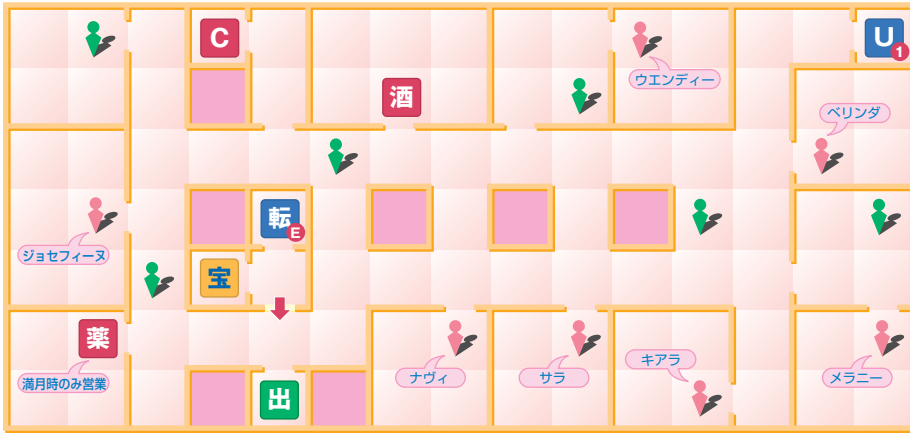 C
U
1
酒
ウエンディー
ベリンダ
転
E
ジョセフィーヌ
宝
薬
満月時のみ営業
ナヴィ
サラ
キアラ
メラニー
出